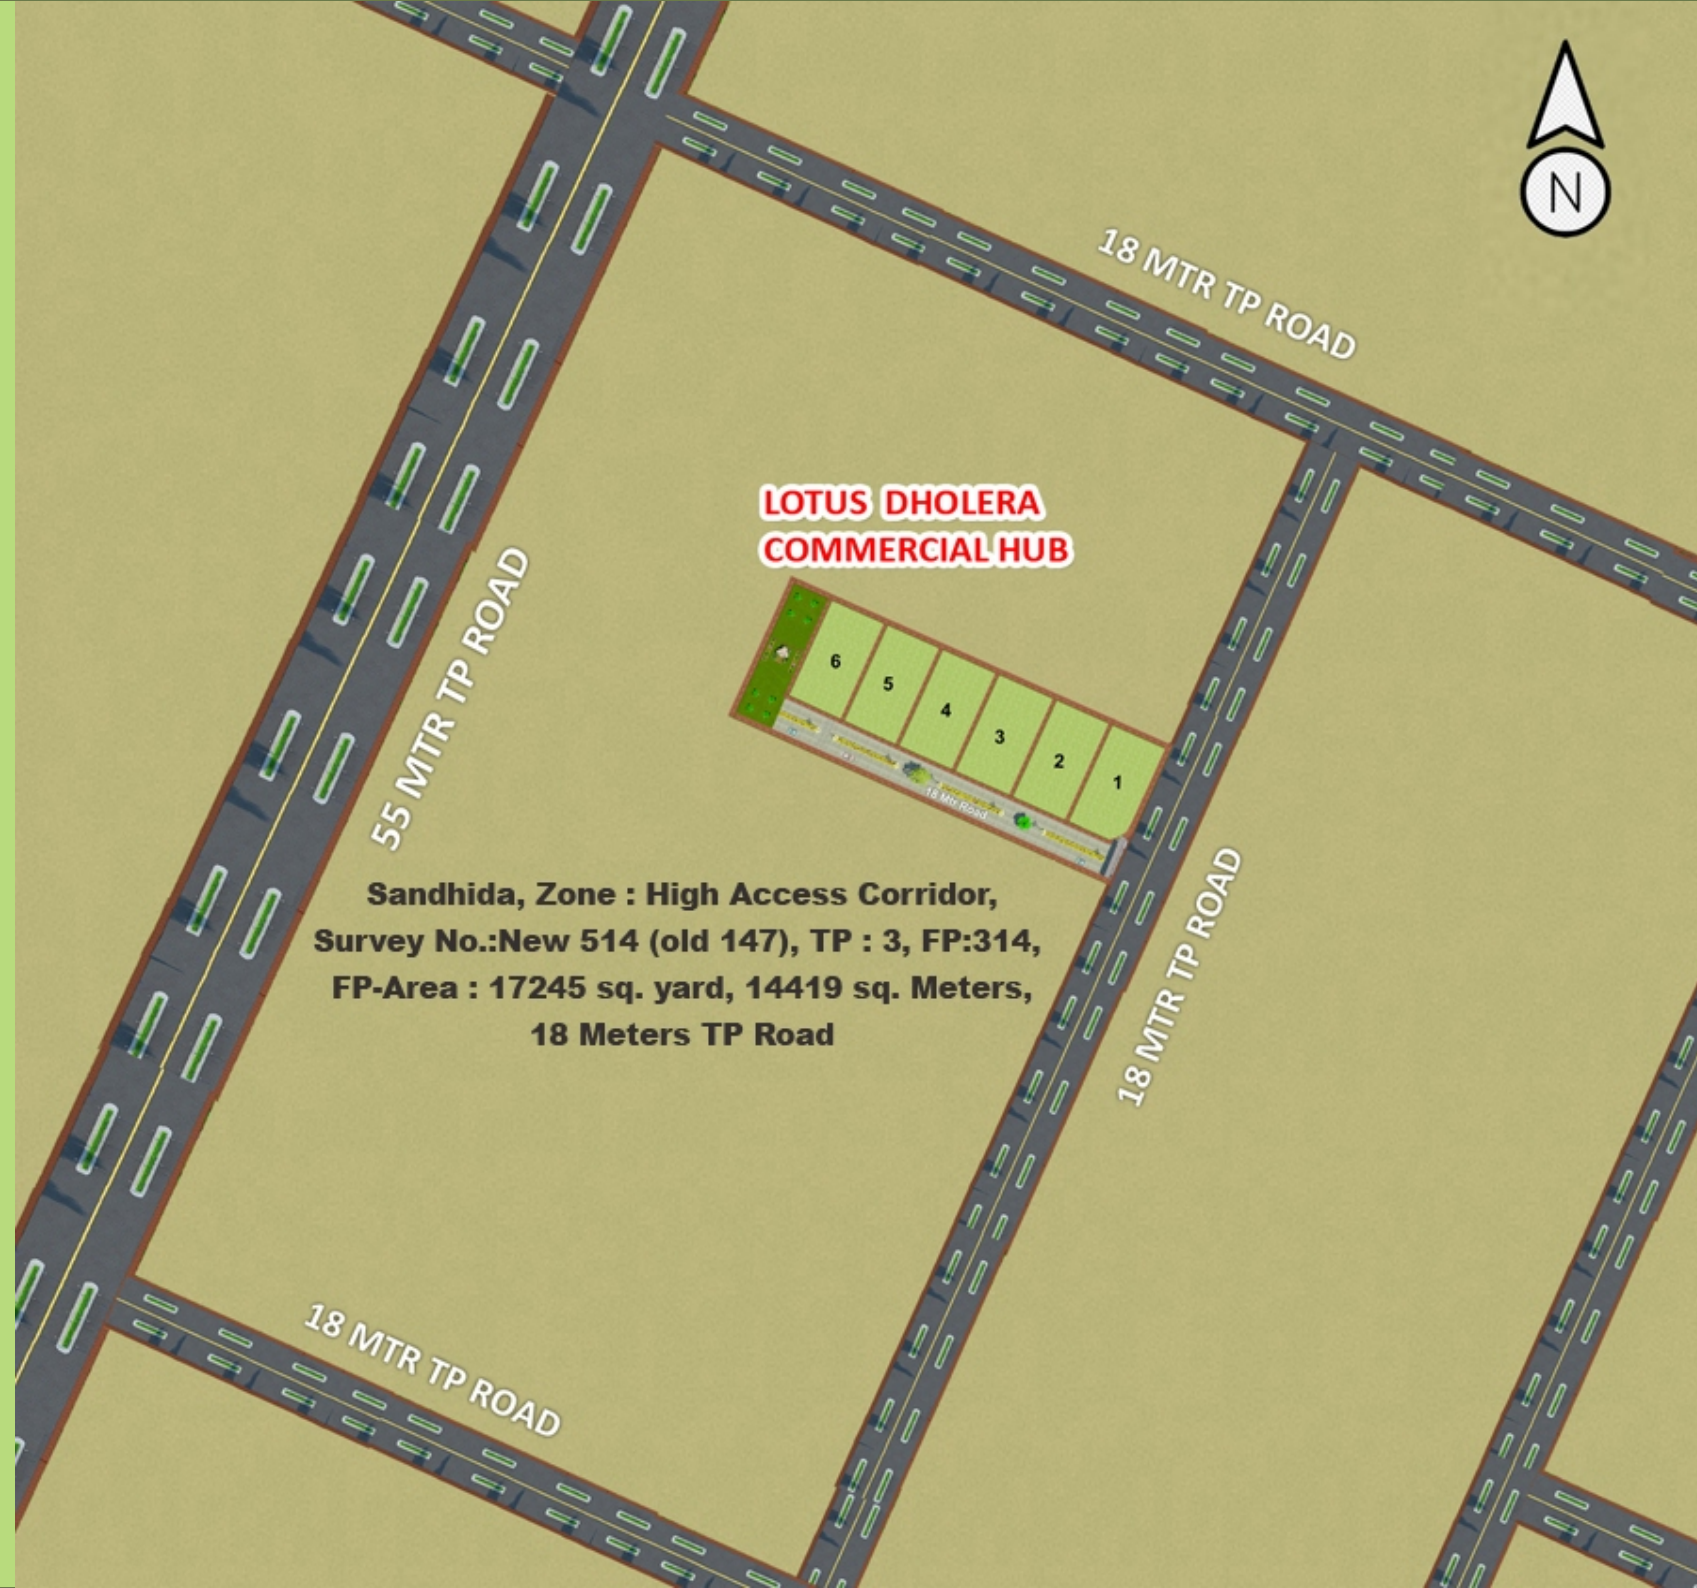 N
18 MTR TP ROAD
LOTUS DHOLERA
COMMERCIAL HUB
55 MTR TP ROAD
6
5
4
3
2
1
18 Mtr Road
Sandhida, Zone : High Access Corridor,
Survey No.:New 514 (old 147), TP : 3, FP:314,
FP-Area : 17245 sq. yard, 14419 sq. Meters,
18 Meters TP Road
18 MTR TP ROAD
18 MTR TP ROAD